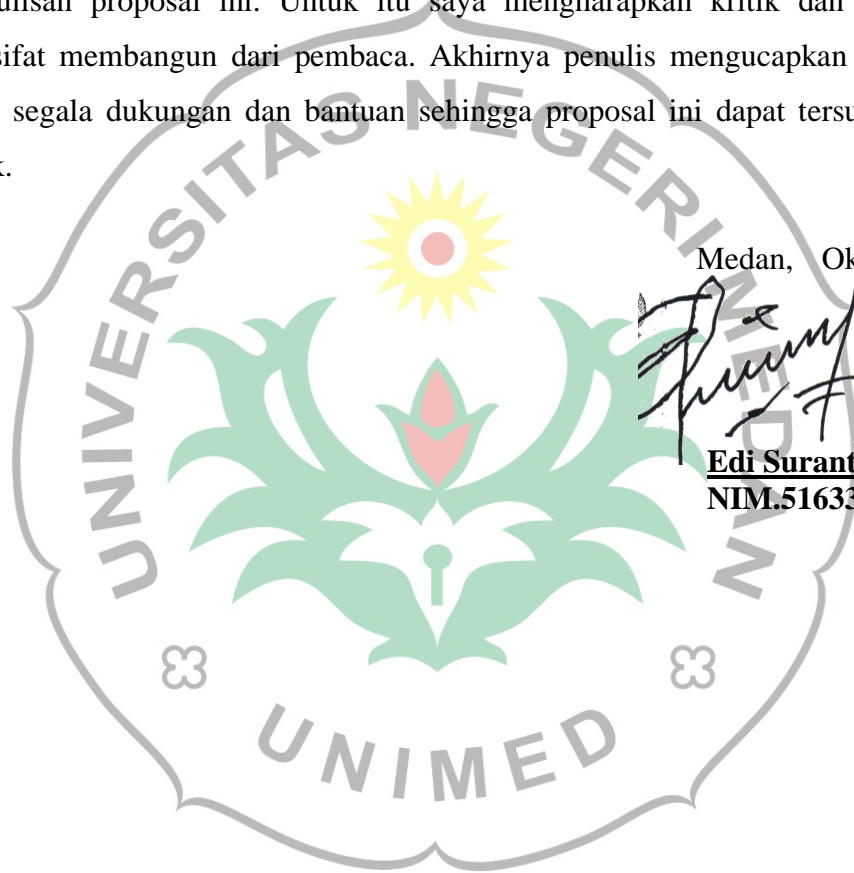 ulisan proposal ini. Untuk itu saya mengharapkan kritik dan
sifat membangun dari pembaca. Akhirnya penulis mengucapkan
segala dukungan dan bantuan sehingga proposal ini dapat tersu
k.
UNIVERSITAS NEGERI MEDAN
Medan, Ok
Edi Surant
NIM.51633
UNIMED